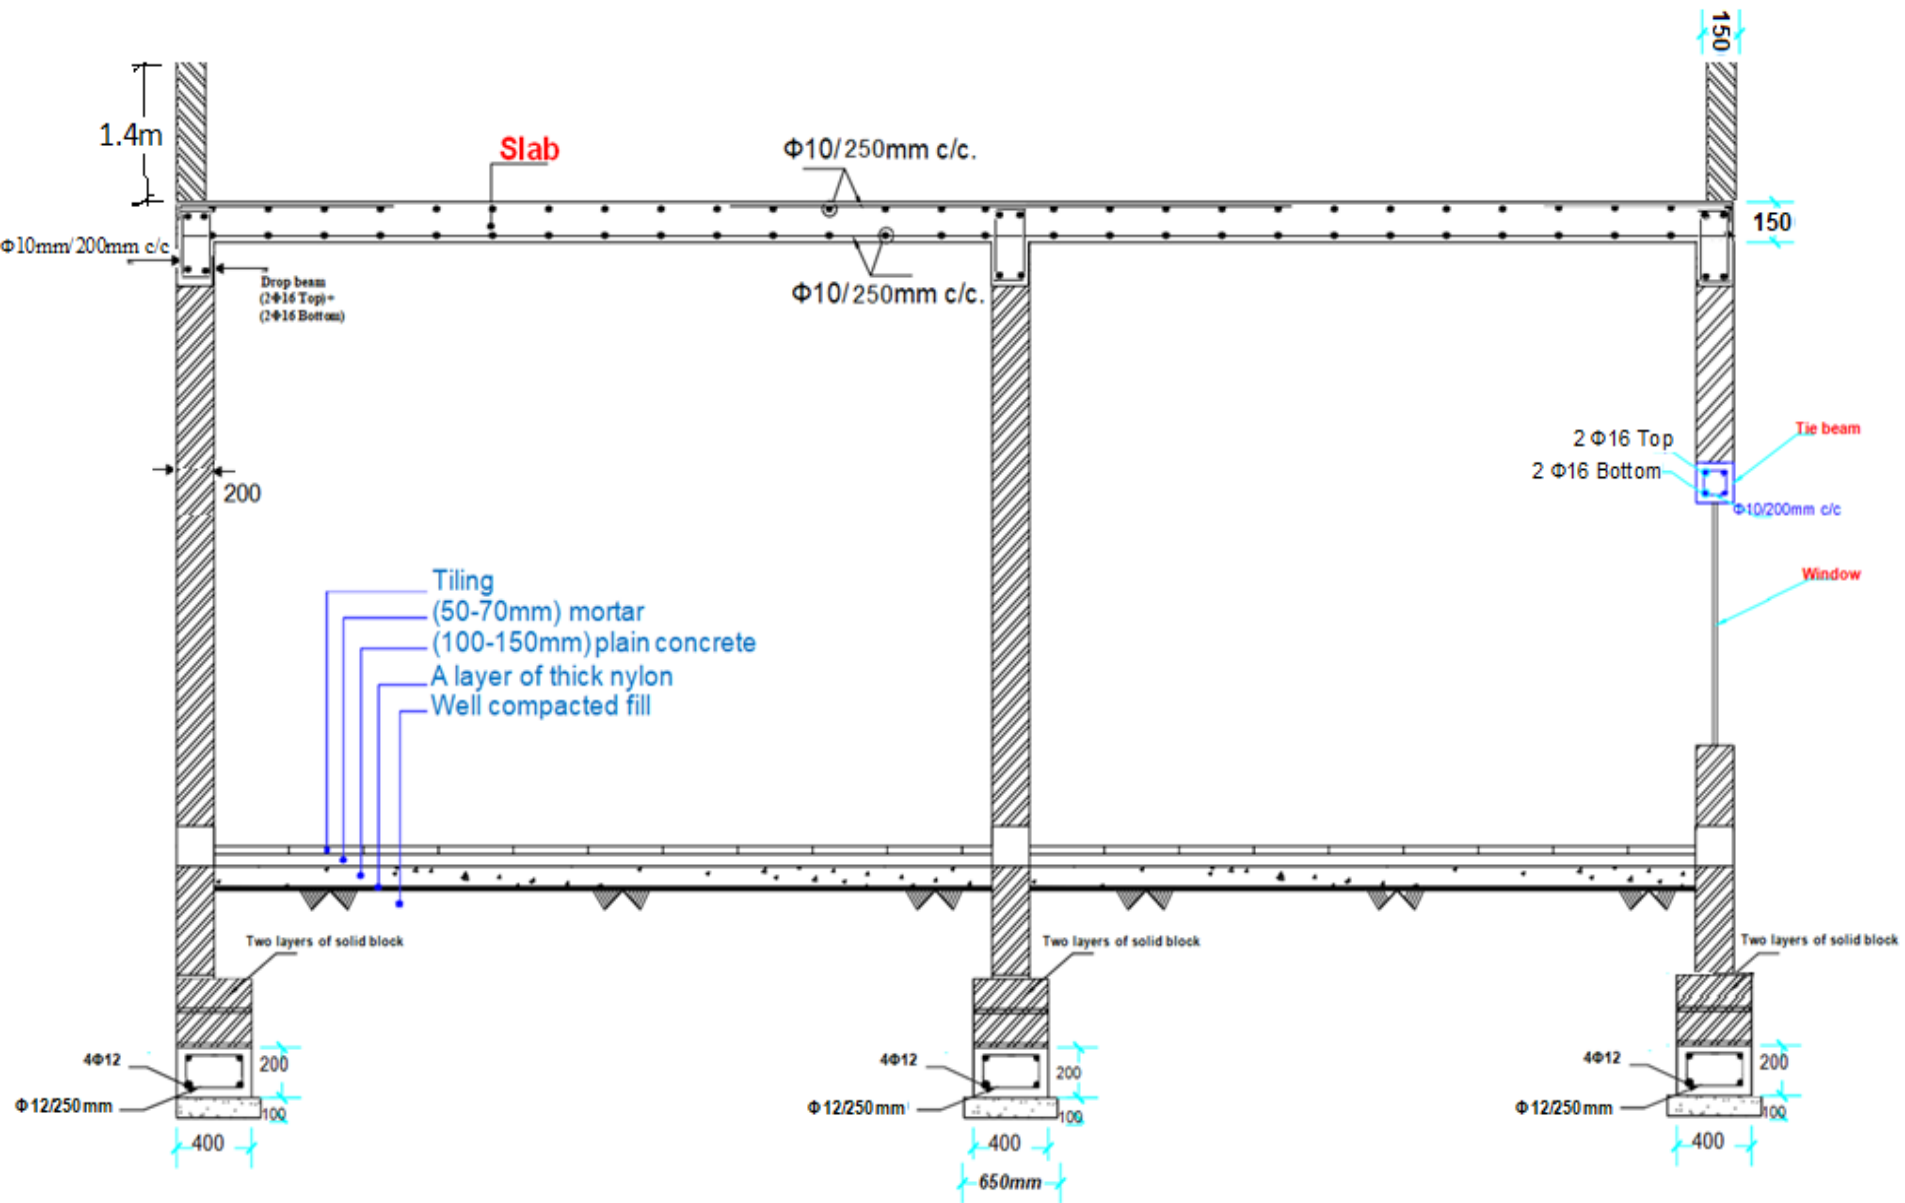 150
1.4m
Slab
Φ10/250mm c/c.
150
Φ10mm/200mm c/c
Drop beam
(2Φ16 Top)+
(2Φ16 Bottom)
Φ10/250mm c/c.
Tie beam
2 Φ16 Top
2 Φ16 Bottom
200
Φ10/200mm c/c
Window
Tiling
(50-70mm) mortar
(100-150mm) plain concrete
A layer of thick nylon
Well compacted fill
Two layers of solid block
Two layers of solid block
Two layers of solid block
4Φ12
200
4Φ12
200
4Φ12
200
Φ12/250mm
100
Φ12/250mm
100
Φ12/250mm
100
400
400
400
650mm